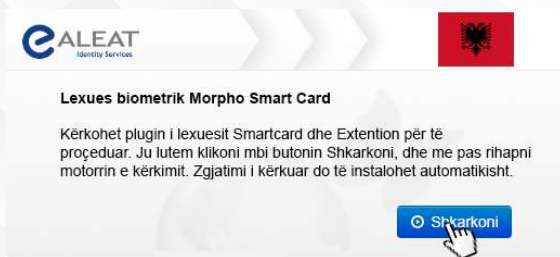 ALEAT
Identity Services
Lexues biometrik Morpho Smart Card
Kërkohet plugin i lexuesit Smartcard dhe Extention për të
proçeduar. Ju lutem klikoni mbi butonin Shkarkoni, dhe me pas rihapni
motorrin e kërkimit. Zgjatimi i kërkuar do të instalohet automatikisht.
Shkarkoni